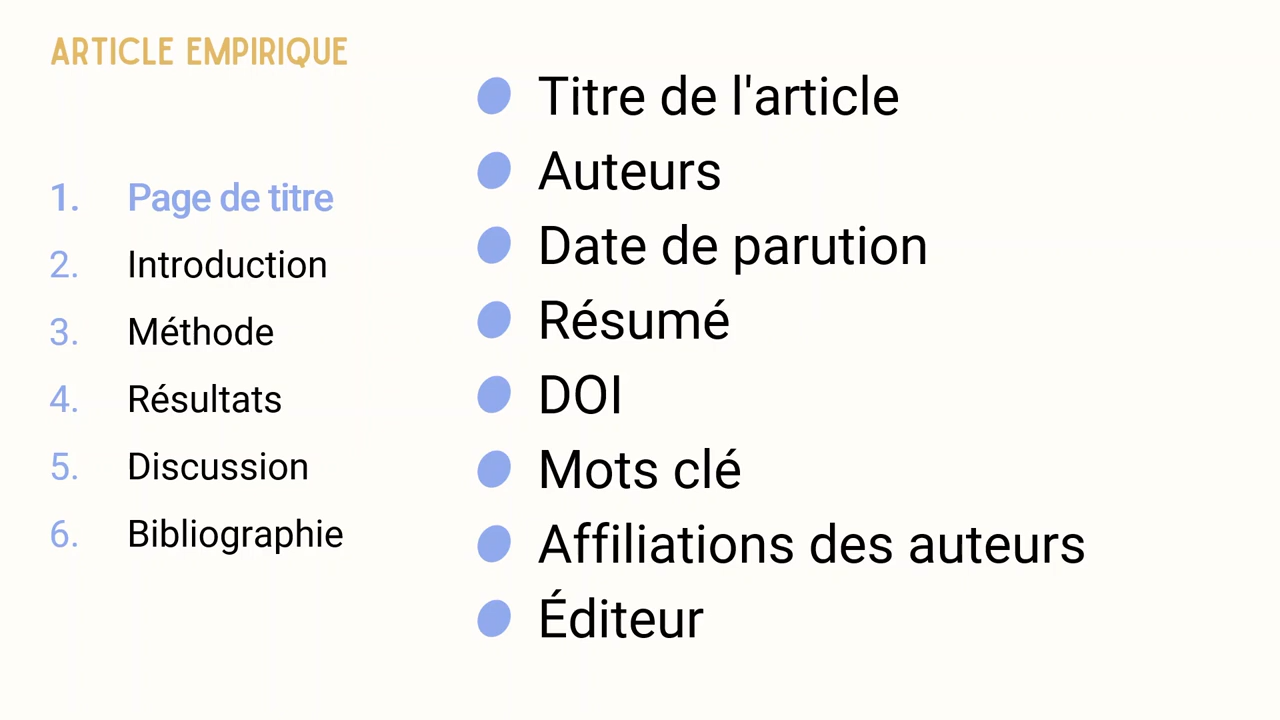 ARTICLE EMPIRIQUE
1. Page de titre
2. Introduction
3. Méthode
4. Résultats
5. Discussion
6. Bibliographie
Titre de l'article
Auteurs
Date de parution
Résumé
DOI
Mots clé
Affiliations des auteurs
Éditeur